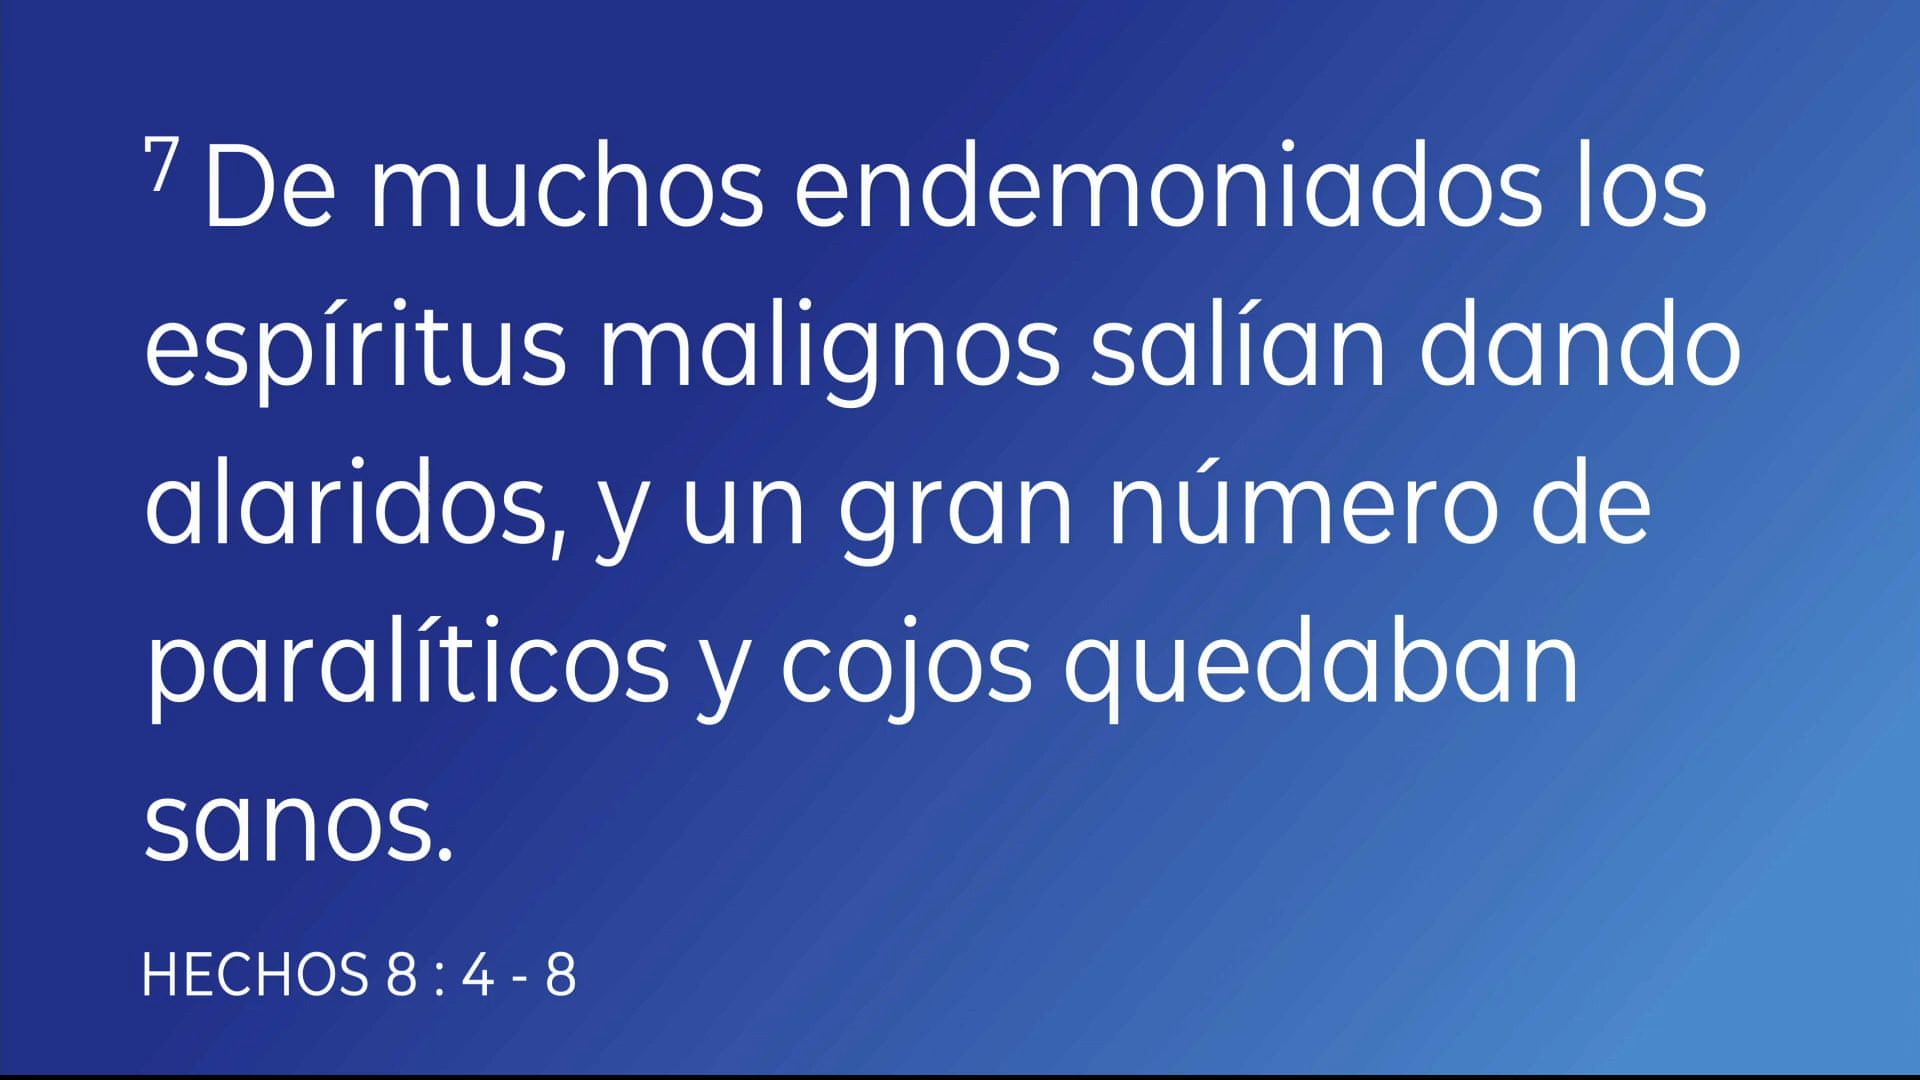 7 De muchos endemoniados los
espíritus malignos salían dando
alaridos, y un gran número de
paralíticos y cojos quedaban
sanos.
HECHOS 8 : 4 - 8